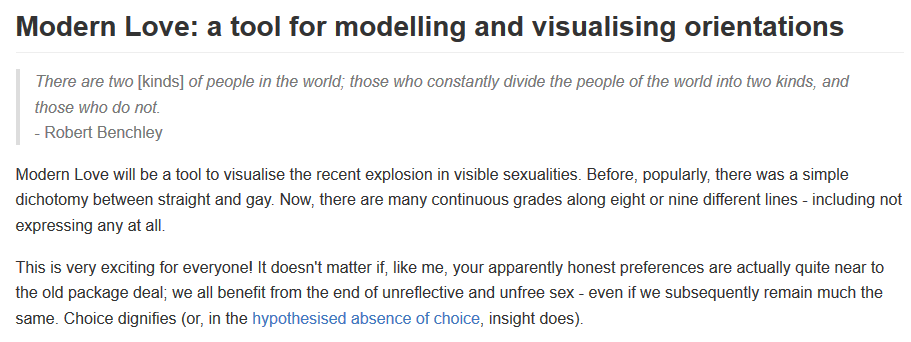 Modern Love: a tool for modelling and visualising orientations
There are two [kinds] of people in the world; those who constantly divide the people of the world into two kinds, and
those who do not.
- Robert Benchley
Modern Love will be a tool to visualise the recent explosion in visible sexualities. Before, popularly, there was a simple
dichotomy between straight and gay. Now, there are many continuous grades along eight or nine different lines - including not
expressing any at all.
This is very exciting for everyone! It doesn't matter if, like me, your apparently honest preferences are actually quite near to
the old package deal; we all benefit from the end of unreflective and unfree sex - even if we subsequently remain much the
same. Choice dignifies (or, in the hypothesised absence of choice, insight does).